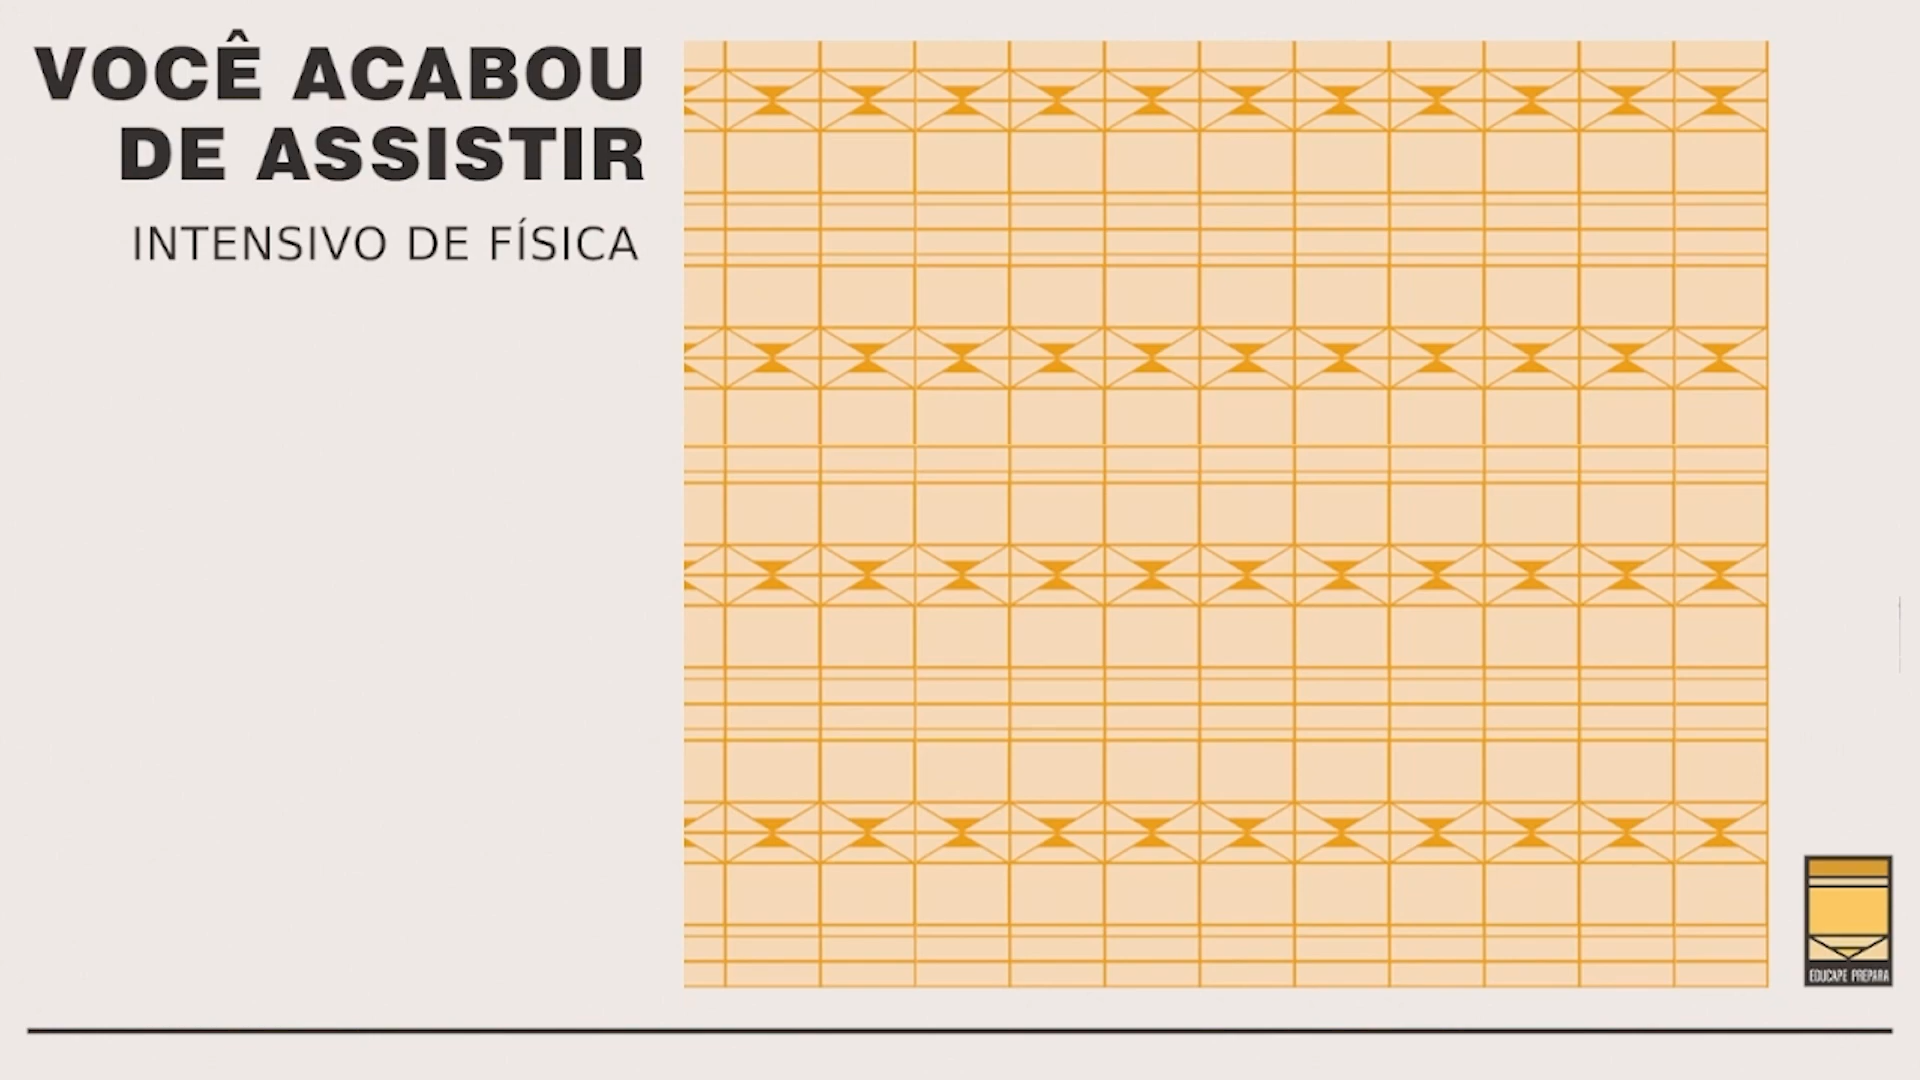 VOCÊ ACABOU
DE ASSISTIR
INTENSIVO DE FÍSICA
EDUCAPE PREPARA